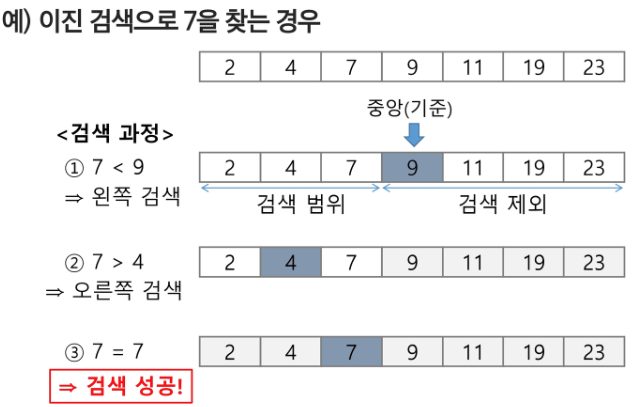 예) 이진 검색으로 7을 찾는 경우
2 4 7 9 11 19 23
중앙(기준)
<검색 과정>
① 7 < 9
⇒ 왼쪽 검색
2 4 7 9 11 19 23
검색 범위 검색 제외
② 7 > 4
⇒ 오른쪽 검색
2 4 7 9 11 19 23
③ 7 = 7
⇒ 검색 성공!
2 4 7 9 11 19 23